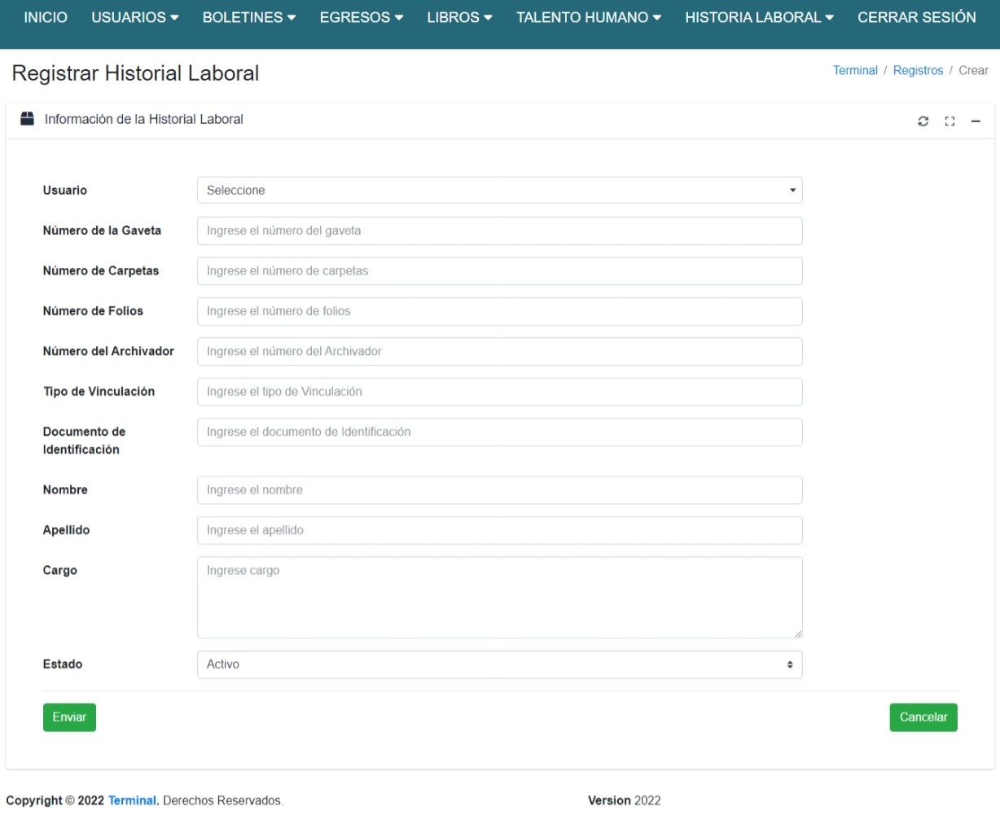 INICIO USUARIOS BOLETINES EGRESOS LIBROS TALENTO HUMANO HISTORIA LABORAL CERRAR SESIÓN
Registrar Historial Laboral
Terminal / Registros / Crear
Información de la Historial Laboral
Usuario Seleccione
Número de la Gaveta Ingrese el número del gaveta
Número de Carpetas Ingrese el número de carpetas
Número de Folios Ingrese el número de folios
Número del Archivador Ingrese el número del Archivador
Tipo de Vinculación Ingrese el tipo de Vinculación
Documento de Ingrese el documento de Identificación
Identificación
Nombre Ingrese el nombre
Apellido Ingrese el apellido
Cargo Ingrese cargo
Estado Activo
Enviar Cancelar
Copyright © 2022 Terminal. Derechos Reservados. Version 2022